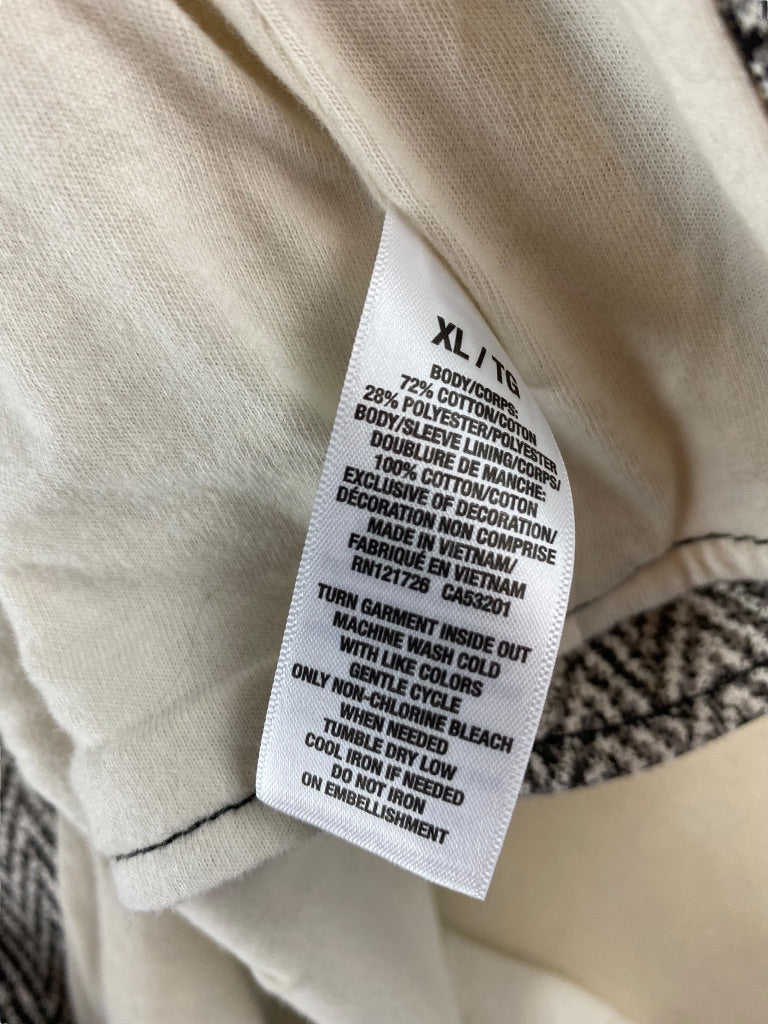 XL / TG
BODY/CORPS:
72% COTTON/COTON
28% POLYESTER/POLYESTER
BODY/SLEEVE LINING/CORPS/
DOUBLURE DE MANCHE:
100% COTTON/COTON
EXCLUSIVE OF DECORATION/
DÉCORATION NON COMPRISE
MADE IN VIETNAM/
FABRIQUÉ EN VIETNAM
RN121726 CA53201
TURN GARMENT INSIDE OUT
MACHINE WASH COLD
WITH LIKE COLORS
GENTLE CYCLE
ONLY NON-CHLORINE BLEACH
WHEN NEEDED
TUMBLE DRY LOW
COOL IRON IF NEEDED
DO NOT IRON
ON EMBELLISHMENT